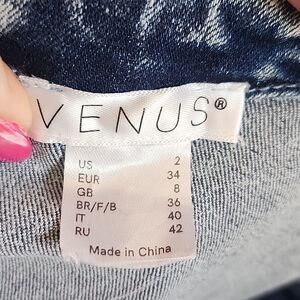 VENUS®
US 2
EUR 34
GB 8
BR/F/B 36
IT 40
RU 42
Made in China